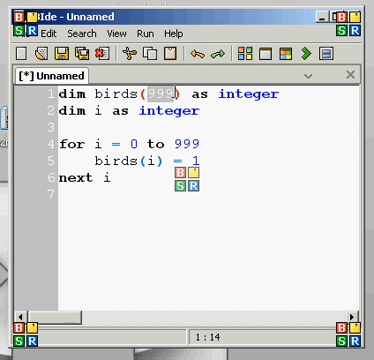 BIde - Unnamed
Edit Search View Run Help
[*] Unnamed
1 dim birds(999) as integer
2 dim i as integer
3
4 for i = 0 to 999
5 birds(i) = 1
6 next i
7
B
S R
1 : 14
B
S R
B
S R
B
S R
B
S R